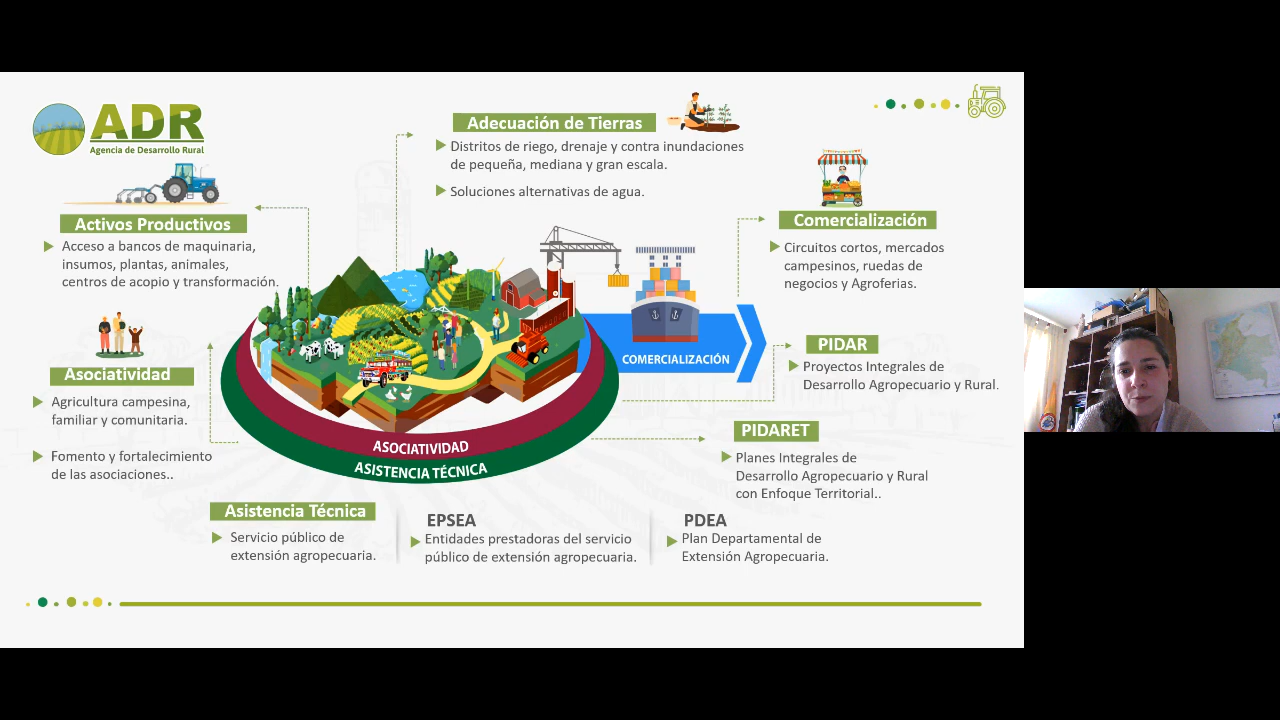 ADR
Agencia de Desarrollo Rural
Adecuación de Tierras
Distritos de riego, drenaje y contra inundaciones
de pequeña, mediana y gran escala.
Soluciones alternativas de agua.
Activos Productivos
Acceso a bancos de maquinaria,
insumos, plantas, animales,
centros de acopio y transformación.
Comercialización
Circuitos cortos, mercados
campesinos, ruedas de
negocios y Agroferias.
COMERCIALIZACIÓN
PIDAR
Proyectos Integrales de
Desarrollo Agropecuario y Rural.
Asociatividad
Agricultura campesina,
familiar y comunitaria.
Fomento y fortalecimiento
de las asociaciones..
ASOCIATIVIDAD
ASISTENCIA TÉCNICA
PIDARET
Planes Integrales de
Desarrollo Agropecuario y Rural
con Enfoque Territorial..
Asistencia Técnica
Servicio público de
extensión agropecuaria.
EPSEA
Entidades prestadoras del servicio
público de extensión agropecuaria.
PDEA
Plan Departamental de
Extensión Agropecuaria.